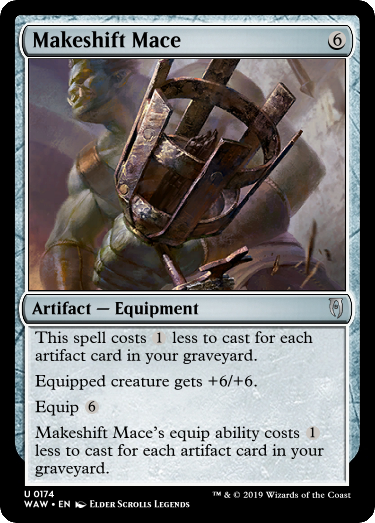 Makeshift Mace 6
Artifact — Equipment
This spell costs 1 less to cast for each
artifact card in your graveyard.
Equipped creature gets +6/+6.
Equip 6
Makeshift Mace's equip ability costs 1
less to cast for each artifact card in your
graveyard.
U 0174
WAW • EN Elder Scrolls Legends
™ & © 2019 Wizards of the Coast